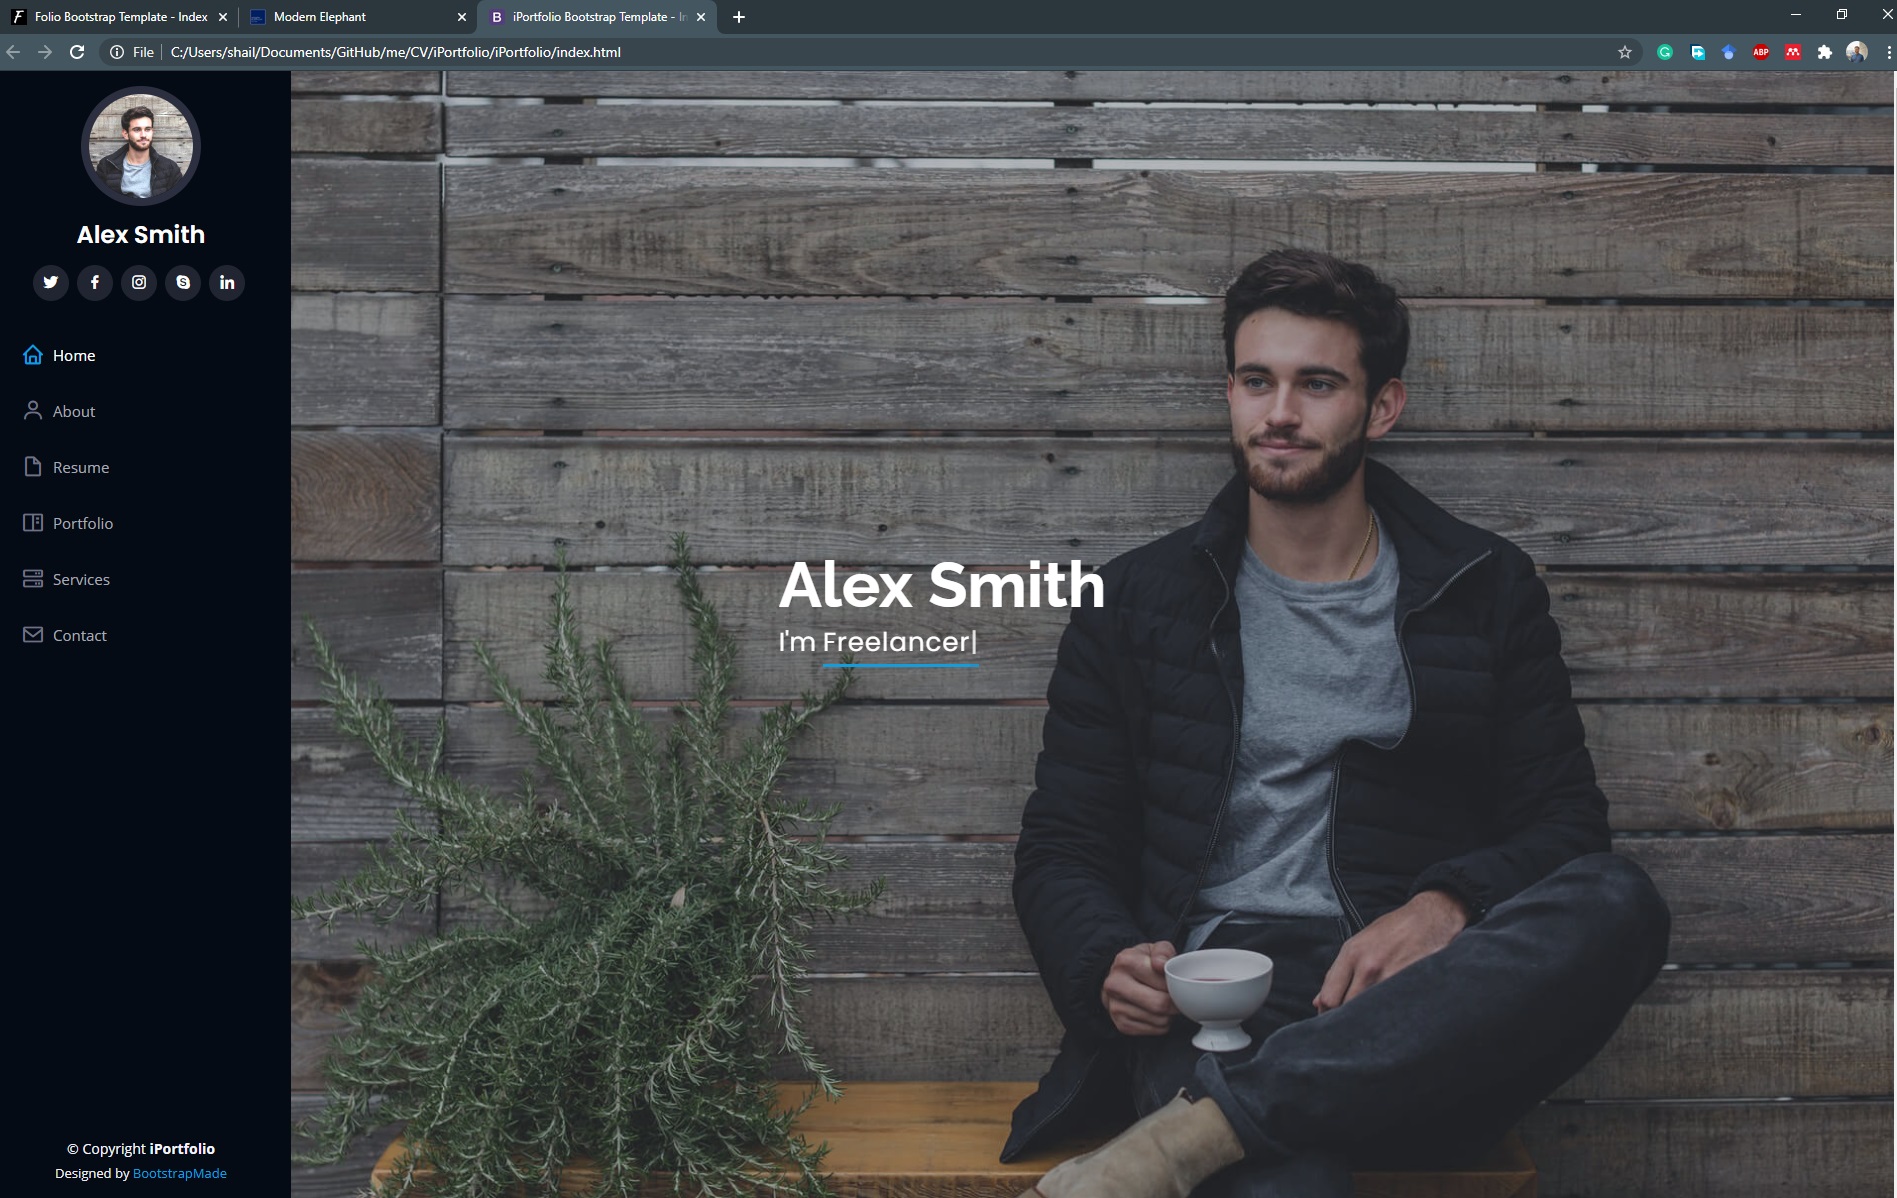 Folio Bootstrap Template - Index
Modern Elephant
iPortfolio Bootstrap Template - In
File
C:/Users/shail/Documents/GitHub/me/CV/iPortfolio/iPortfolio/index.html
ABP
Alex Smith
Home
About
Resume
Portfolio
Services
Contact
Alex Smith
I'm Freelancer|
© Copyright iPortfolio
Designed by BootstrapMade